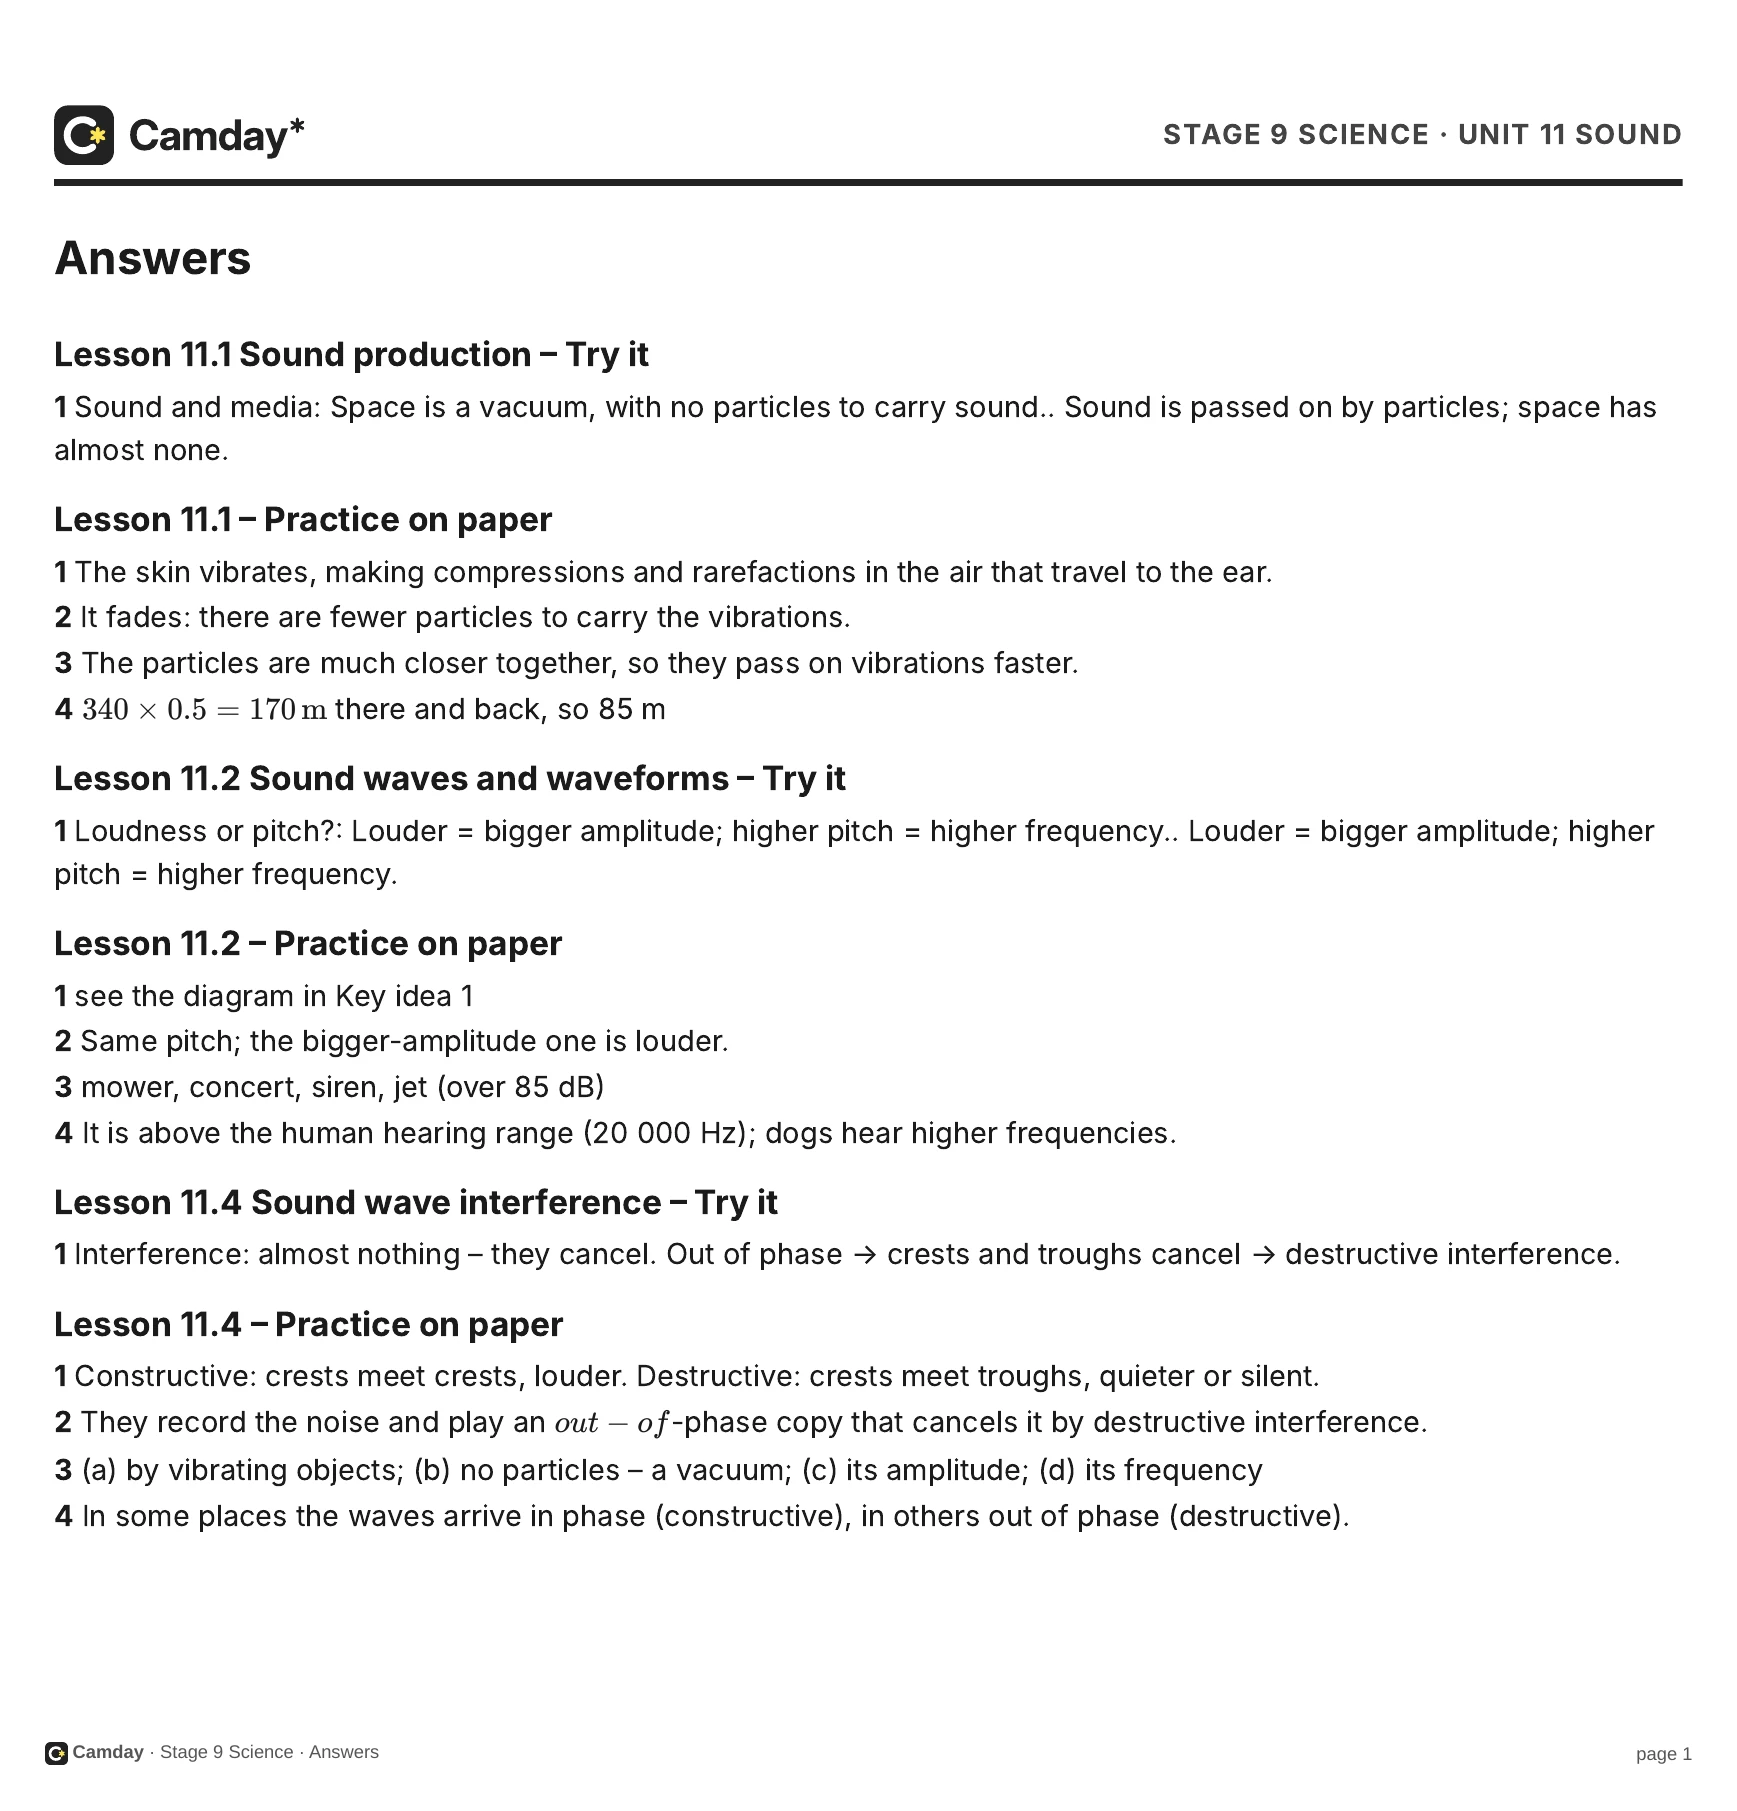 Camday*
STAGE 9 SCIENCE · UNIT 11 SOUND
Answers
Lesson 11.1 Sound production – Try it
1 Sound and media: Space is a vacuum, with no particles to carry sound.. Sound is passed on by particles; space has
almost none.
Lesson 11.1 – Practice on paper
1 The skin vibrates, making compressions and rarefactions in the air that travel to the ear.
2 It fades: there are fewer particles to carry the vibrations.
3 The particles are much closer together, so they pass on vibrations faster.
4 340 × 0.5 = 170 m there and back, so 85 m
Lesson 11.2 Sound waves and waveforms – Try it
1 Loudness or pitch?: Louder = bigger amplitude; higher pitch = higher frequency.. Louder = bigger amplitude; higher
pitch = higher frequency.
Lesson 11.2 – Practice on paper
1 see the diagram in Key idea 1
2 Same pitch; the bigger-amplitude one is louder.
3 mower, concert, siren, jet (over 85 dB)
4 It is above the human hearing range (20 000 Hz); dogs hear higher frequencies.
Lesson 11.4 Sound wave interference – Try it
1 Interference: almost nothing – they cancel. Out of phase → crests and troughs cancel → destructive interference.
Lesson 11.4 – Practice on paper
1 Constructive: crests meet crests, louder. Destructive: crests meet troughs, quieter or silent.
2 They record the noise and play an out − of-phase copy that cancels it by destructive interference.
3 (a) by vibrating objects; (b) no particles – a vacuum; (c) its amplitude; (d) its frequency
4 In some places the waves arrive in phase (constructive), in others out of phase (destructive).
Camday · Stage 9 Science · Answers
page 1